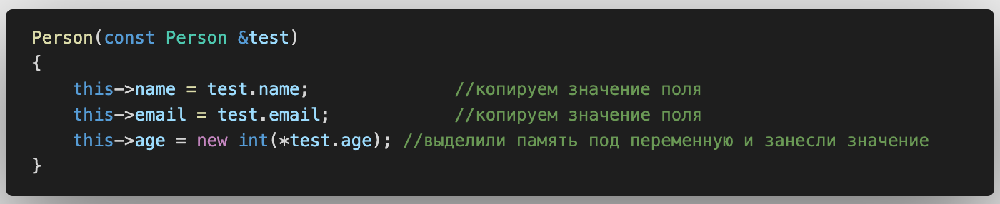 Person(const Person &test)
{
    this->name = test.name;              //копируем значение поля
    this->email = test.email;            //копируем значение поля
    this->age = new int(*test.age); //выделили память под переменную и занесли значение
}